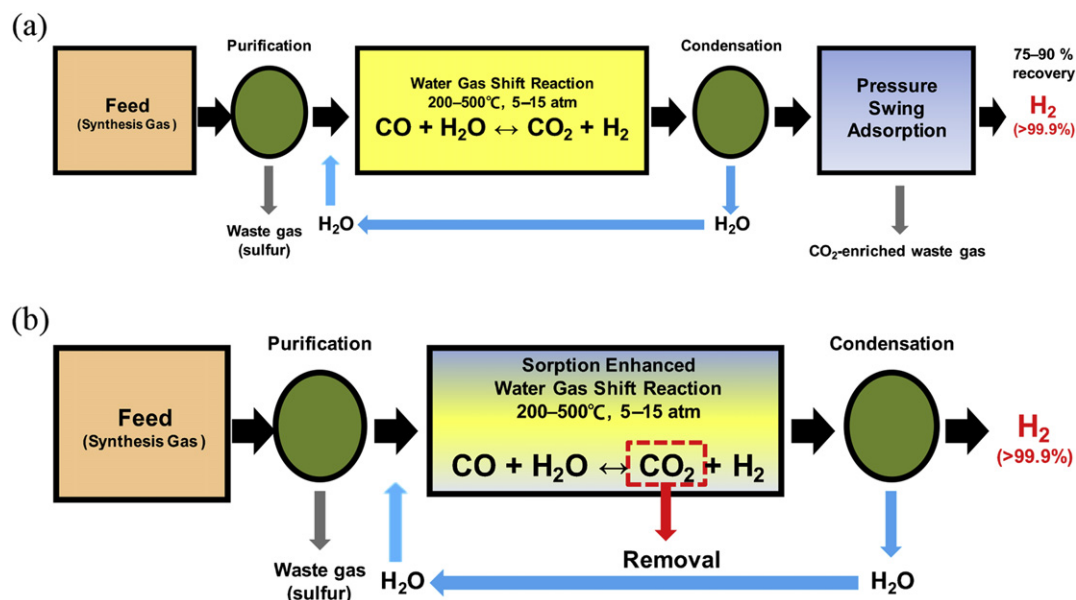 (a)
Purification
Condensation
75–90 %
recovery
Feed
(Synthesis Gas)
Water Gas Shift Reaction
200–500℃, 5–15 atm
CO + H₂O ↔ CO₂ + H₂
Pressure
Swing
Adsorption
H₂
(>99.9%)
Waste gas
(sulfur)
H₂O
H₂O
CO₂-enriched waste gas
(b)
Purification
Condensation
Feed
(Synthesis Gas)
Sorption Enhanced
Water Gas Shift Reaction
200–500℃, 5–15 atm
CO + H₂O ↔ CO₂ + H₂
H₂
(>99.9%)
Removal
Waste gas
(sulfur)
H₂O
H₂O